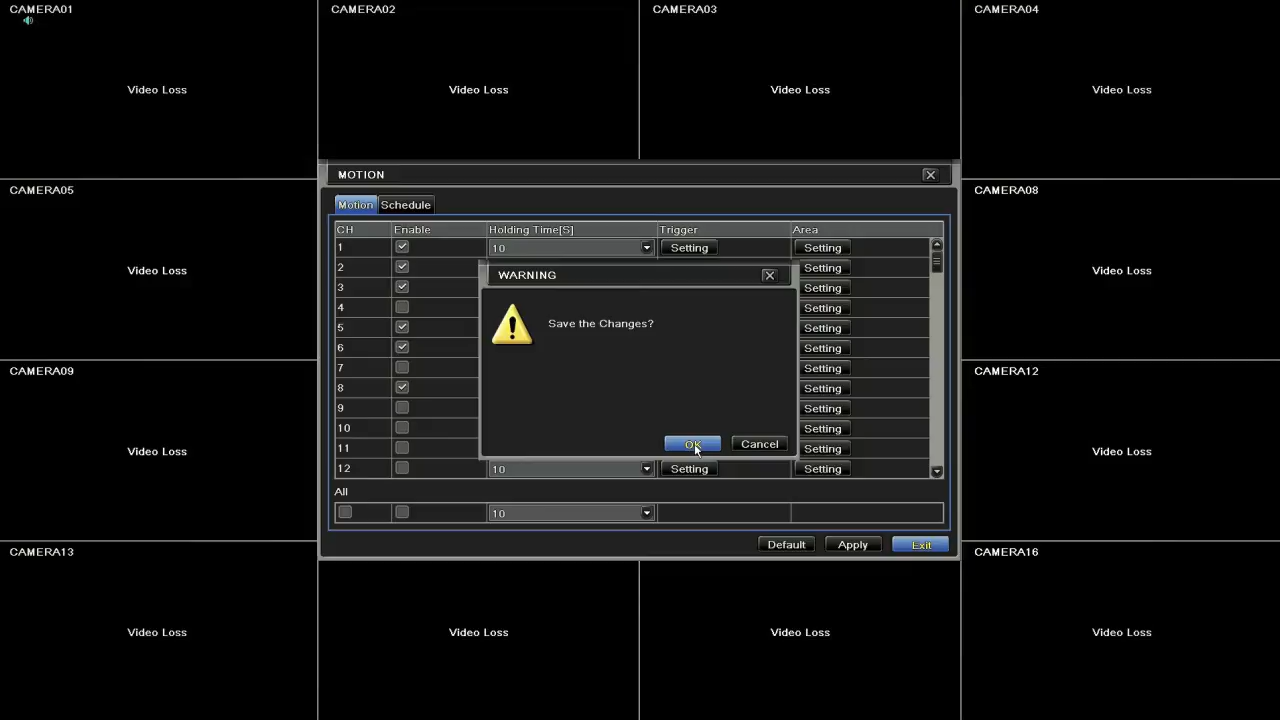 CAMERA01
CAMERA02
CAMERA03
CAMERA04
Video Loss
Video Loss
Video Loss
Video Loss
MOTION
CAMERA05
CAMERA08
Motion Schedule
CH Enable Holding Time[S] Trigger Area
1 10 Setting Setting
2 Setting
WARNING
Video Loss
Video Loss
3 Setting
4 Setting
Save the Changes?
5 Setting
6 Setting
7 Setting
CAMERA09
CAMERA12
8 Setting
9 Setting
10 Setting
OK Cancel
11 Setting
Video Loss
Video Loss
12 10 Setting Setting
All
10
Default Apply Exit
CAMERA13
CAMERA16
Video Loss
Video Loss
Video Loss
Video Loss